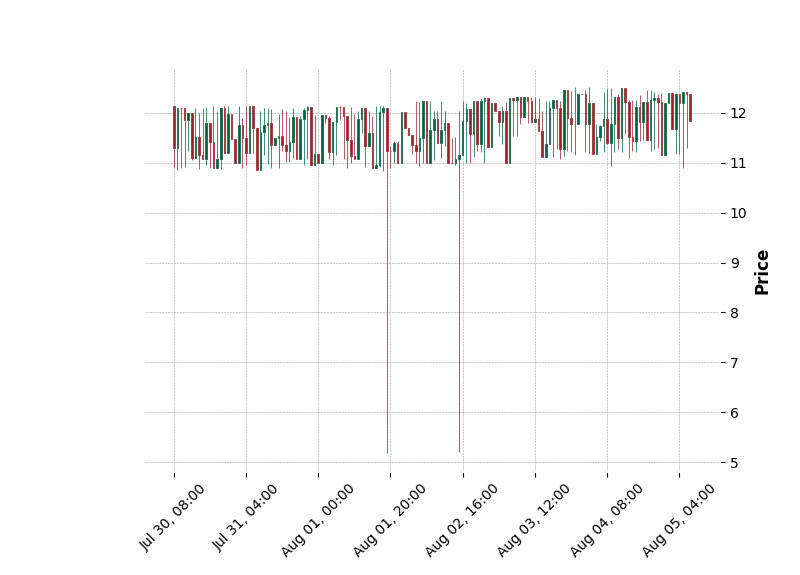 12
11
10
9
8
7
6
5
Price
Jul 30, 08:00
Jul 31, 04:00
Aug 01, 00:00
Aug 01, 20:00
Aug 02, 16:00
Aug 03, 12:00
Aug 04, 08:00
Aug 05, 04:00